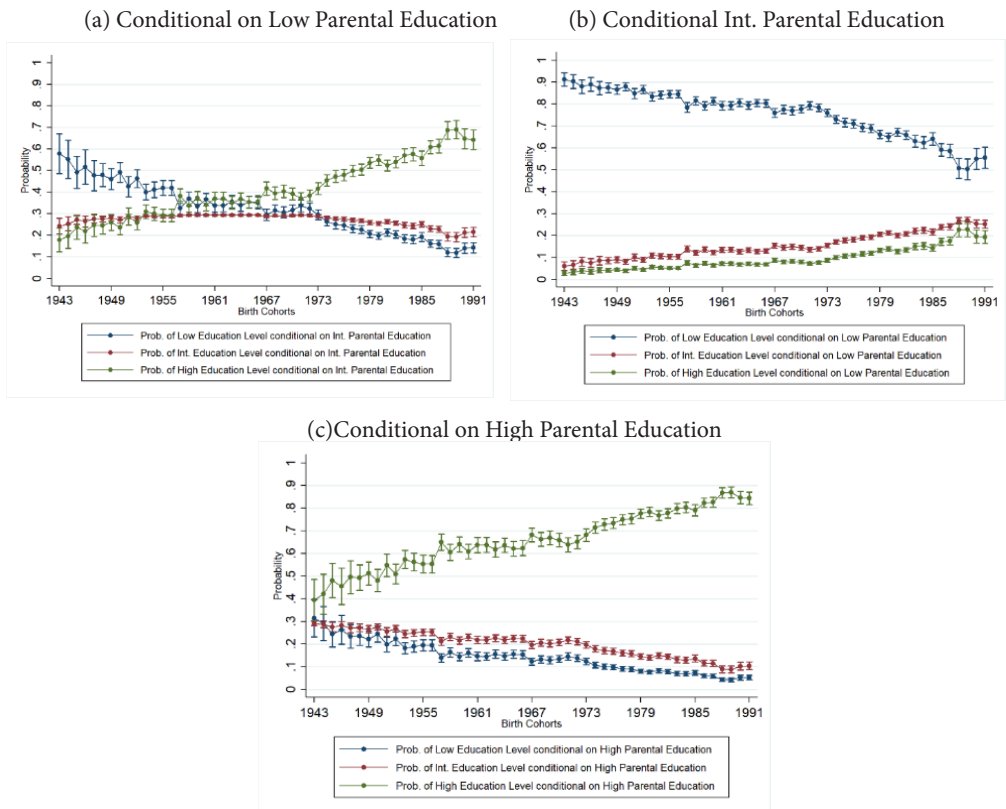 (a) Conditional on Low Parental Education
1
.9
.8
.7
.6
.5
.4
.3
.2
.1
0
Probability
1943 1949 1955 1961 1967 1973 1979 1985 1991
Birth Cohorts
Prob. of Low Education Level conditional on Int. Parental Education
Prob. of Int. Education Level conditional on Int. Parental Education
Prob. of High Education Level conditional on Int. Parental Education
(b) Conditional Int. Parental Education
1
.9
.8
.7
.6
.5
.4
.3
.2
.1
0
Probability
1943 1949 1955 1961 1967 1973 1979 1985 1991
Birth Cohorts
Prob. of Low Education Level conditional on Low Parental Education
Prob. of Int. Education Level conditional on Low Parental Education
Prob. of High Education Level conditional on Low Parental Education
(c)Conditional on High Parental Education
1
.9
.8
.7
.6
.5
.4
.3
.2
.1
0
Probability
1943 1949 1955 1961 1967 1973 1979 1985 1991
Birth Cohorts
Prob. of Low Education Level conditional on High Parental Education
Prob. of Int. Education Level conditional on High Parental Education
Prob. of High Education Level conditional on High Parental Education